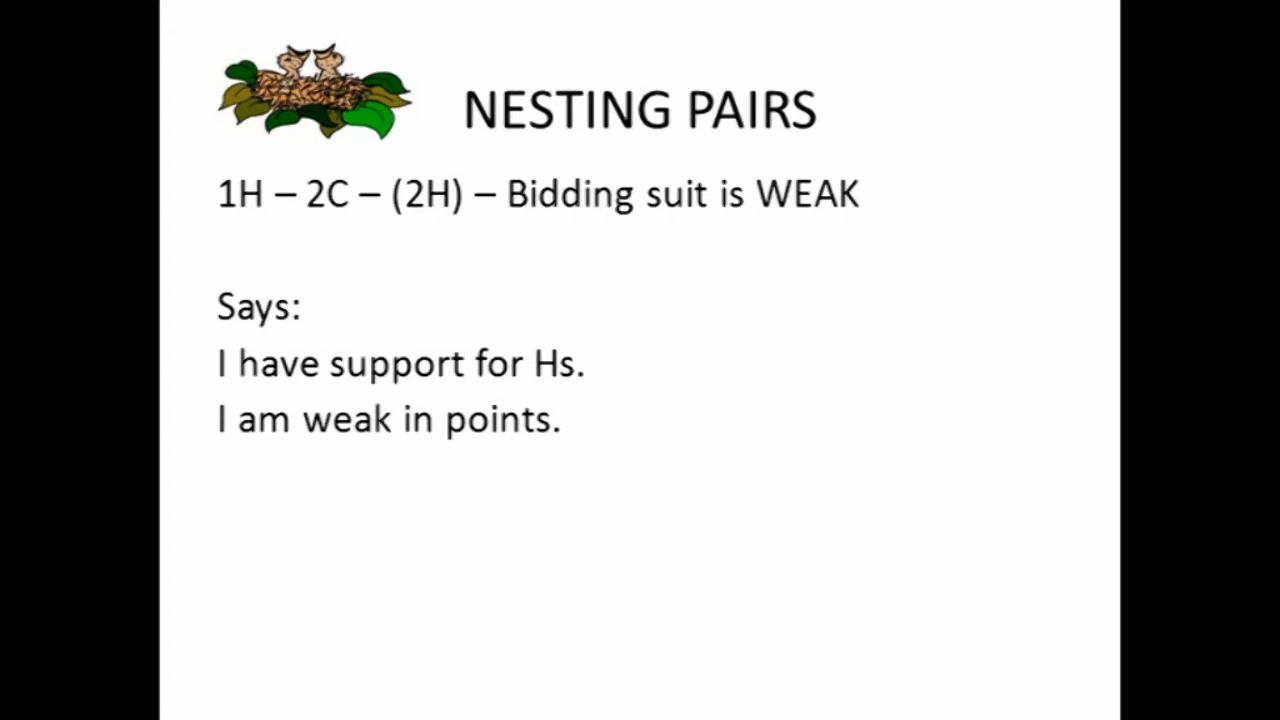 NESTING PAIRS
1H – 2C – (2H) – Bidding suit is WEAK
Says:
I have support for Hs.
I am weak in points.